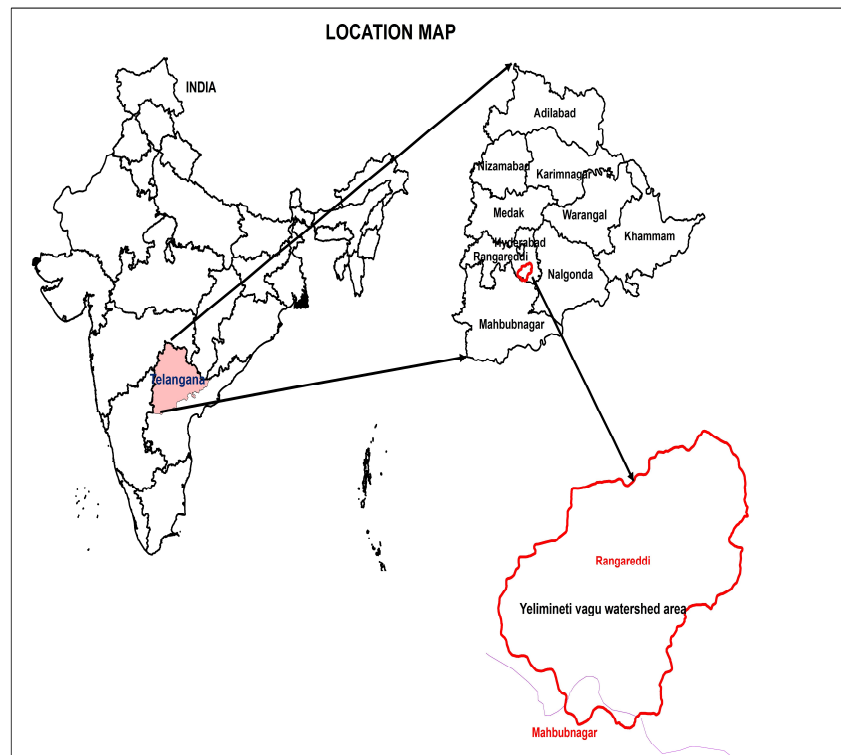 LOCATION MAP
INDIA
Adilabad
Nizamabad
Karimnagar
Medak
Warangal
Khammam
Hyderabad
Rangareddi
Nalgonda
Mahbubnagar
Telangana
Rangareddi
Yelimineti vagu watershed area
Mahbubnagar